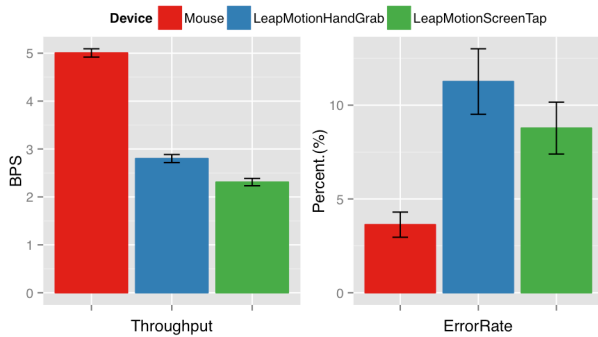 Device Mouse LeapMotionHandGrab LeapMotionScreenTap
BPS
5
4
3
2
1
0
Throughput
Percent.(%)
10
5
0
ErrorRate